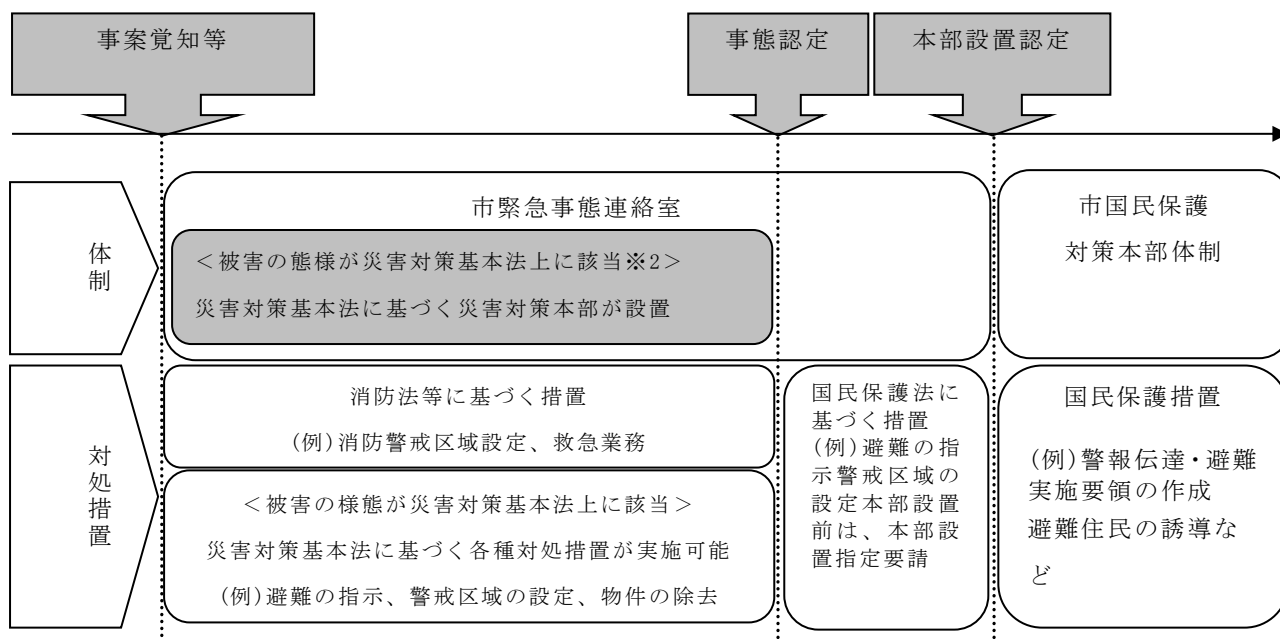 事案覚知等
事態認定
本部設置認定
体制
市緊急事態連絡室
＜被害の態様が災害対策基本法上に該当※2＞
災害対策基本法に基づく災害対策本部が設置
市国民保護
対策本部体制
対処措置
消防法等に基づく措置
(例)消防警戒区域設定、救急業務
＜被害の様態が災害対策基本法上に該当＞
災害対策基本法に基づく各種対処措置が実施可能
(例)避難の指示、警戒区域の設定、物件の除去
国民保護法に
基づく措置
(例)避難の指
示警戒区域の
設定本部設置
前は、本部設
置指定要請
国民保護措置
(例)警報伝達・避難
実施要領の作成
避難住民の誘導な
ど